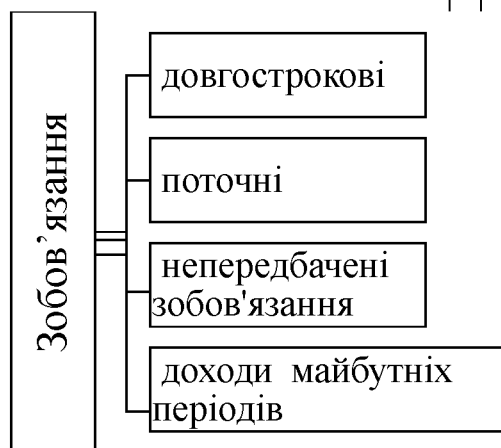 Зобов’язання
довгострокові
поточні
непередбачені
зобов'язання
доходи майбутніх
періодів